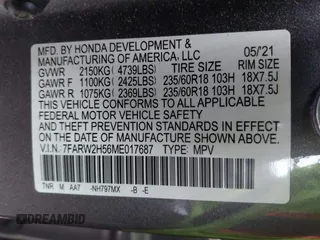 MFD. BY HONDA DEVELOPMENT &
MANUFACTURING OF AMERICA, LLC 05/'21
GVWR 2150KG (4739LBS) TIRE SIZE RIM SIZE
GAWR F 1100KG (2425LBS) 235/60R18 103H 18X7.5J
GAWR R 1075KG (2369LBS) 235/60R18 103H 18X7.5J
THIS VEHICLE CONFORMS TO ALL APPLICABLE
FEDERAL MOTOR VEHICLE SAFETY
AND THEFT PREVENTION STANDARDS IN EFFECT
ON THE DATE OF MANUFACTURE SHOWN ABOVE.
V.I.N.: 7FARW2H56ME017687 TYPE: MPV
TNR M AA7 -NH797MX -B -E
DREAMBID